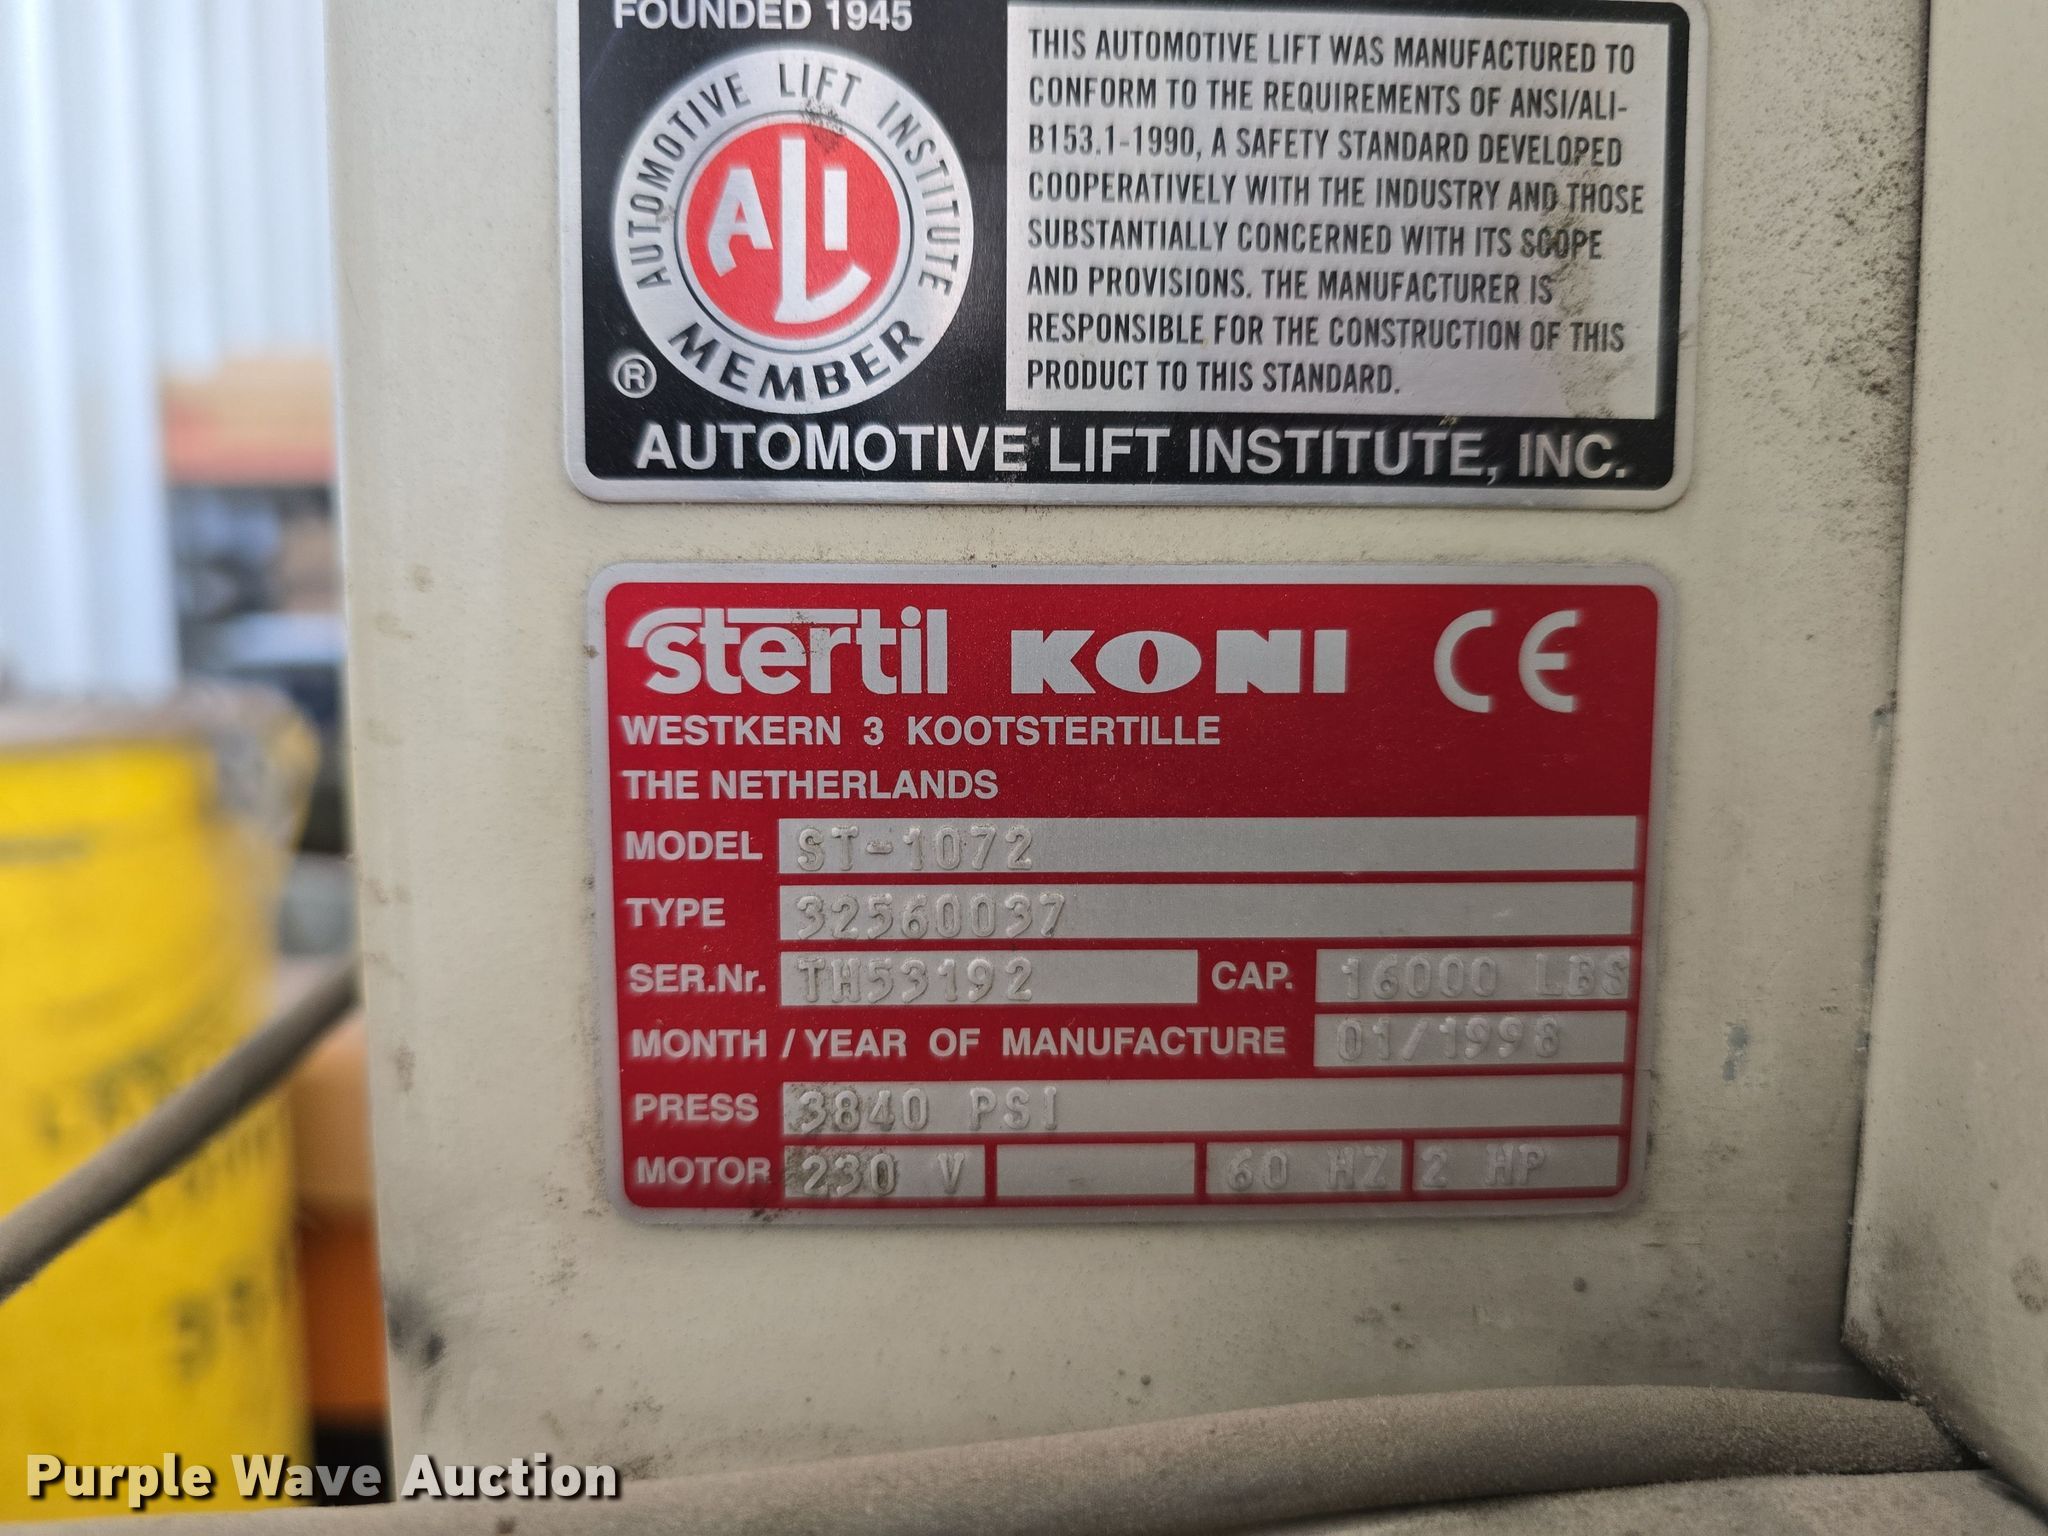 FOUNDED 1945
AUTOMOTIVE LIFT INSTITUTE
ALI
MEMBER
®
THIS AUTOMOTIVE LIFT WAS MANUFACTURED TO
CONFORM TO THE REQUIREMENTS OF ANSI/ALI-
B153.1-1990, A SAFETY STANDARD DEVELOPED
COOPERATIVELY WITH THE INDUSTRY AND THOSE
SUBSTANTIALLY CONCERNED WITH ITS SCOPE
AND PROVISIONS. THE MANUFACTURER IS
RESPONSIBLE FOR THE CONSTRUCTION OF THIS
PRODUCT TO THIS STANDARD.
AUTOMOTIVE LIFT INSTITUTE, INC.
stertil KONI CE
WESTKERN 3 KOOTSTERTILLE
THE NETHERLANDS
MODEL ST-1072
TYPE 32560037
SER.Nr. TH53192 CAP. 16000 LBS
MONTH / YEAR OF MANUFACTURE 01/1998
PRESS 3840 PSI
MOTOR 230 V 60 HZ 2 HP
Purple Wave Auction